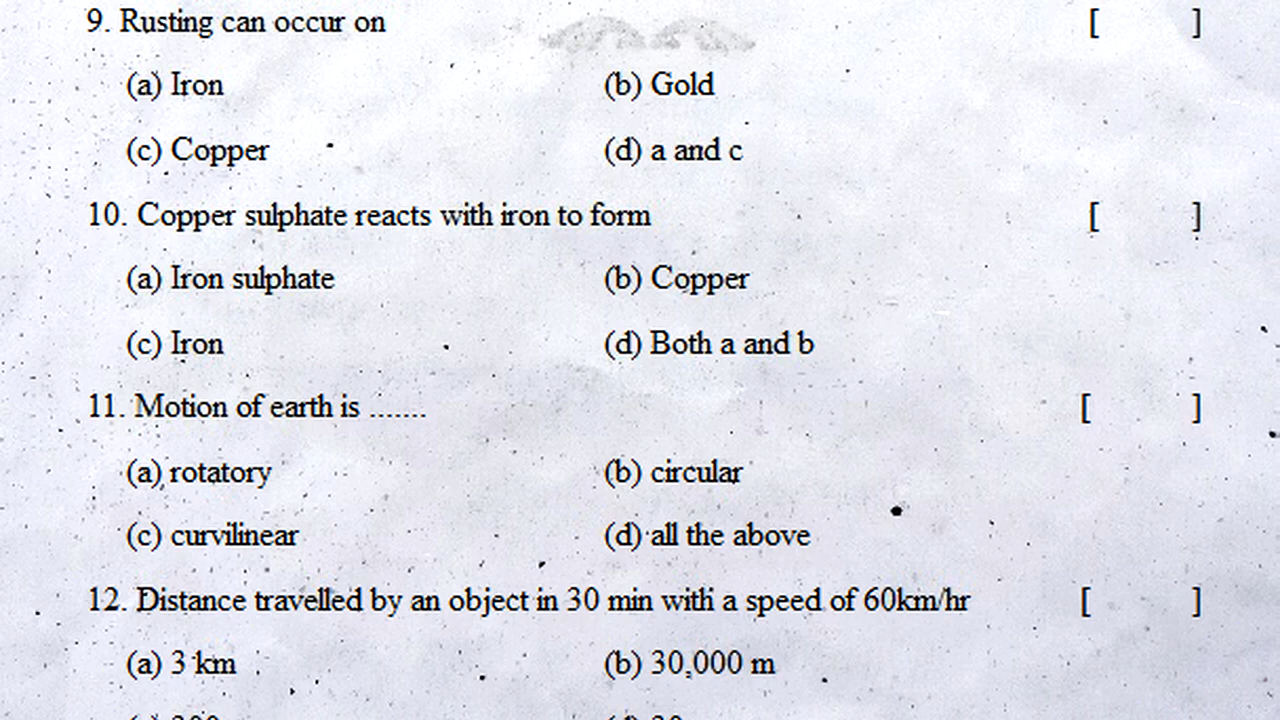 9. Rusting can occur on [ ]
(a) Iron (b) Gold
(c) Copper (d) a and c
10. Copper sulphate reacts with iron to form [ ]
(a) Iron sulphate (b) Copper
(c) Iron (d) Both a and b
11. Motion of earth is ....... [ ]
(a) rotatory (b) circular
(c) curvilinear (d) all the above
12. Distance travelled by an object in 30 min with a speed of 60km/hr [ ]
(a) 3 km (b) 30,000 m